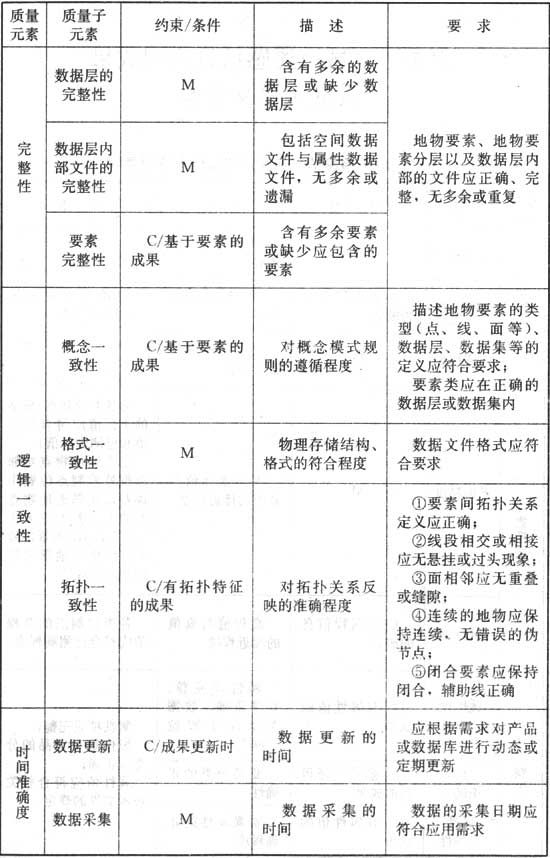 质量元素
质量子元素
约束/条件
描 述
要 求
完整性
数据层的
完整性
M
含有多余的数
据层或缺少数
据层
地物要素、地物要
素分层以及数据层内
部的文件应正确、完
整，无多余或重复
数据层内
部文件的
完整性
M
包括空间数据
文件与属性数据
文件，无多余或
遗漏
要素
完整性
C/基于要素的
成果
含有多余要素
或缺少应包含的
要素
逻辑一致性
概念一
致性
C/基于要素的
成果
对概念模式规
则的遵循程度
描述地物要素的类
型（点、线、面等）、
数据层、数据集等的
定义应符合要求；
要素类应在正确的
数据层或数据集内
格式一
致性
M
物理存储结构、
格式的符合程度
数据文件格式应符
合要求
拓扑一
致性
C/有拓扑特征
的成果
对拓扑关系反
映的准确程度
①要素间拓扑关系
定义应正确；
②线段相交或相接
应无悬挂或过头现象；
③面相邻应无重叠
或缝隙；
④连续的地物应保
持连续、无错误的伪
节点；
⑤闭合要素应保持
闭合，辅助线正确
时间准确度
数据更新
C/成果更新时
数据更新的
时间
应根据需求对产品
或数据库进行动态或
定期更新
数据采集
M
数据采集的
时间
数据的采集日期应
符合应用需求